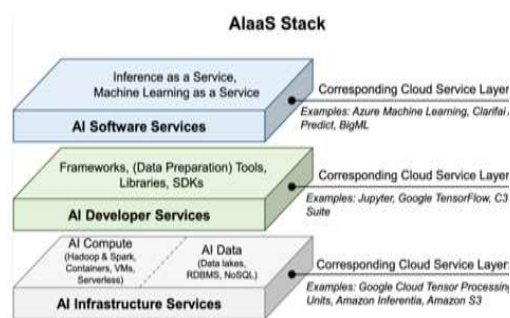 AIaaS Stack
Inference as a Service,
Machine Learning as a Service
AI Software Services
Corresponding Cloud Service Layer
Examples: Azure Machine Learning, Clarifai
Predict, BigML
Frameworks, (Data Preparation) Tools,
Libraries, SDKs
AI Developer Services
Corresponding Cloud Service Layer
Examples: Jupyter, Google TensorFlow, C3
Suite
AI Compute
(Hadoop & Spark,
Containers, VMs,
Serverless)
AI Data
(Data lakes,
RDBMS, NoSQL)
AI Infrastructure Services
Corresponding Cloud Service Layer:
Examples: Google Cloud Tensor Processing
Units, Amazon Inferentia, Amazon S3